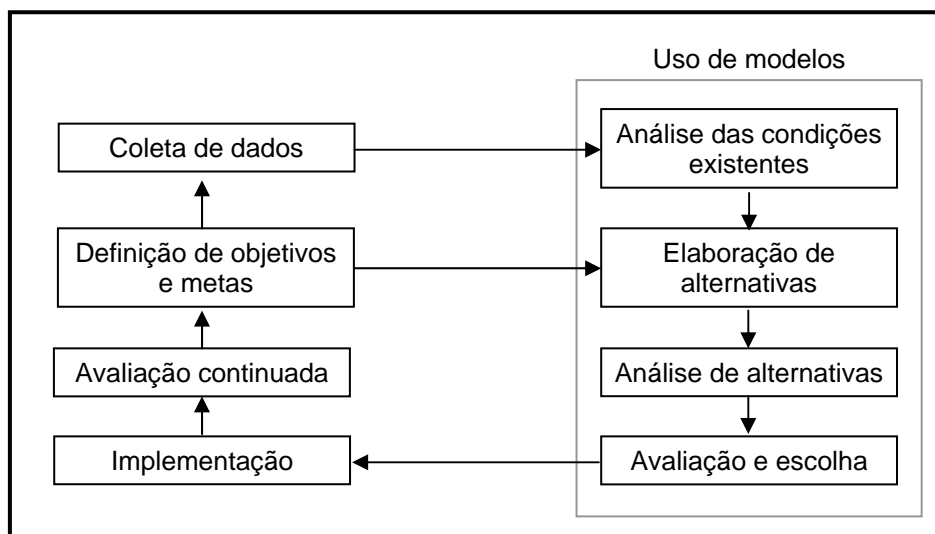 Uso de modelos
Coleta de dados
Análise das condições
existentes
Definição de objetivos
e metas
Elaboração de
alternativas
Avaliação continuada
Análise de alternativas
Implementação
Avaliação e escolha